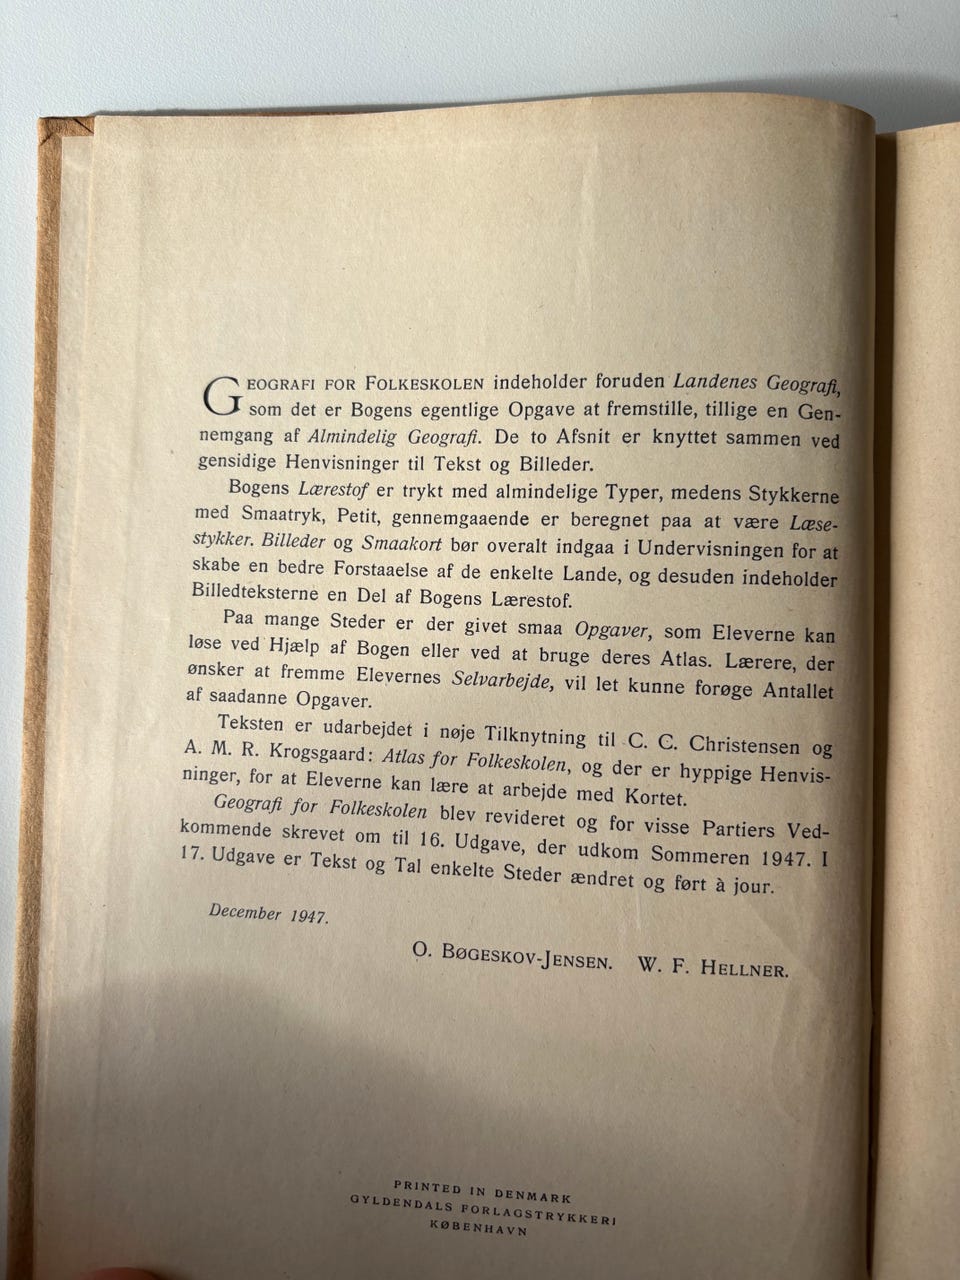 GEOGRAFI FOR FOLKESKOLEN indeholder foruden Landenes Geografi,
som det er Bogens egentlige Opgave at fremstille, tillige en Gen-
nemgang af Almindelig Geografi. De to Afsnit er knyttet sammen ved
gensidige Henvisninger til Tekst og Billeder.
Bogens Lærestof er trykt med almindelige Typer, medens Stykkerne
med Smaatryk, Petit, gennemgaaende er beregnet paa at være Læse-
stykker. Billeder og Smaakort bør overalt indgaa i Undervisningen for at
skabe en bedre Forstaaelse af de enkelte Lande, og desuden indeholder
Billedteksterne en Del af Bogens Lærestof.
Paa mange Steder er der givet smaa Opgaver, som Eleverne kan
løse ved Hjælp af Bogen eller ved at bruge deres Atlas. Lærere, der
ønsker at fremme Elevernes Selvarbejde, vil let kunne forøge Antallet
af saadanne Opgaver.
Teksten er udarbejdet i nøje Tilknytning til C. C. Christensen og
A. M. R. Krogsgaard: Atlas for Folkeskolen, og der er hyppige Henvis-
ninger, for at Eleverne kan lære at arbejde med Kortet.
Geografi for Folkeskolen blev revideret og for visse Partiers Ved-
kommende skrevet om til 16. Udgave, der udkom Sommeren 1947. I
17. Udgave er Tekst og Tal enkelte Steder ændret og ført à jour.
December 1947.
O. BØGESKOV-JENSEN. W. F. HELLNER.
PRINTED IN DENMARK
GYLDENDALS FORLAGSTRYKKERI
KØBENHAVN